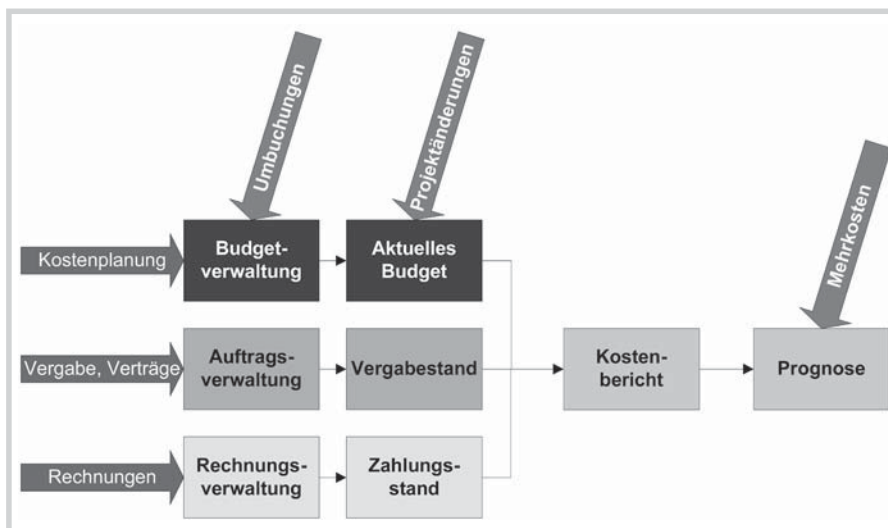 Umbuchungen
Projektänderungen
Mehrkosten
Kostenplanung
Budget-
verwaltung
Aktuelles
Budget
Vergabe, Verträge
Auftrags-
verwaltung
Vergabestand
Kosten-
bericht
Prognose
Rechnungen
Rechnungs-
verwaltung
Zahlungs-
stand